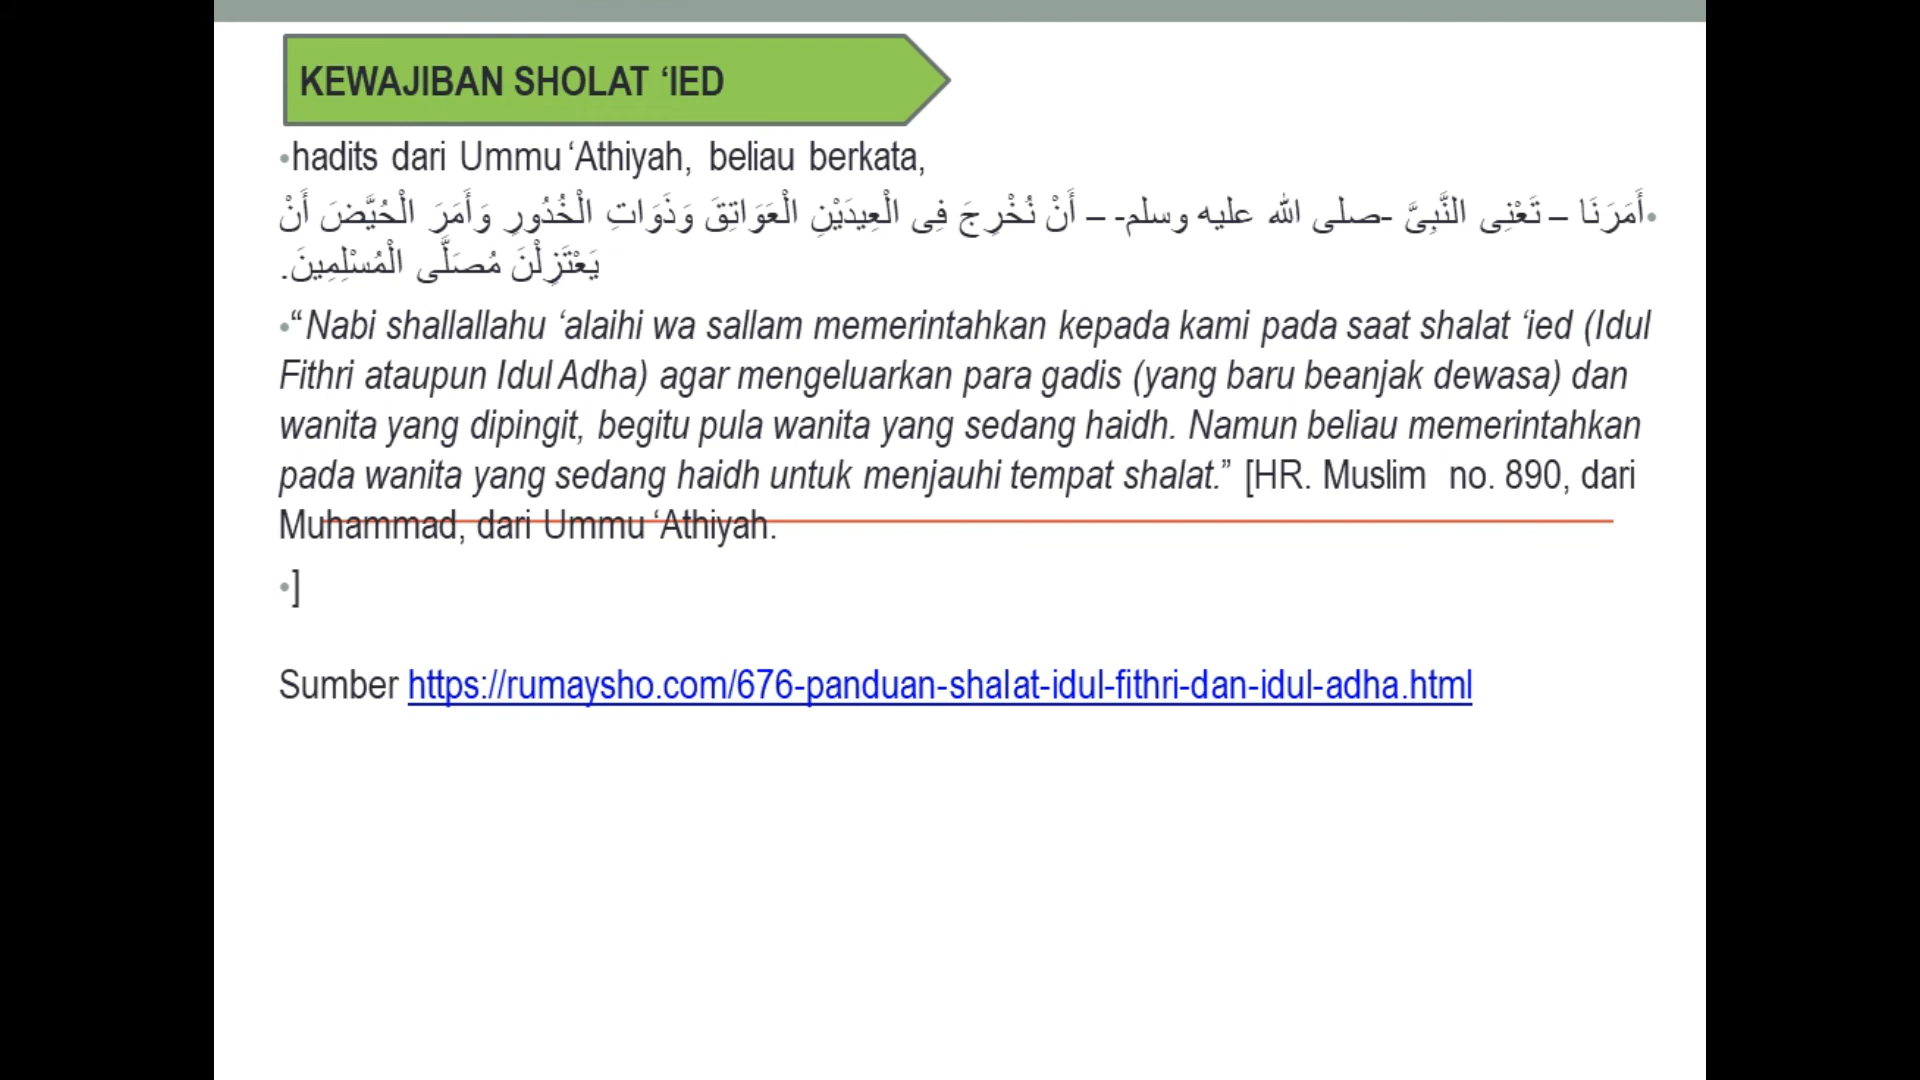 KEWAJIBAN SHOLAT ‘IED
•hadits dari Ummu ‘Athiyah, beliau berkata,
•أَمَرَنَا – تَعْنِى النَّبِىَّ -صلى الله عليه وسلم- – أَنْ نُخْرِجَ فِى الْعِيدَيْنِ الْعَوَاتِقَ وَذَوَاتِ الْخُدُورِ وَأَمَرَ الْحُيَّضَ أَنْ
يَعْتَزِلْنَ مُصَلَّى الْمُسْلِمِينَ.
•“Nabi shallallahu ‘alaihi wa sallam memerintahkan kepada kami pada saat shalat ‘ied (Idul
Fithri ataupun Idul Adha) agar mengeluarkan para gadis (yang baru beanjak dewasa) dan
wanita yang dipingit, begitu pula wanita yang sedang haidh. Namun beliau memerintahkan
pada wanita yang sedang haidh untuk menjauhi tempat shalat.” [HR. Muslim no. 890, dari
Muhammad, dari Ummu ‘Athiyah.
•]
Sumber https://rumaysho.com/676-panduan-shalat-idul-fithri-dan-idul-adha.html